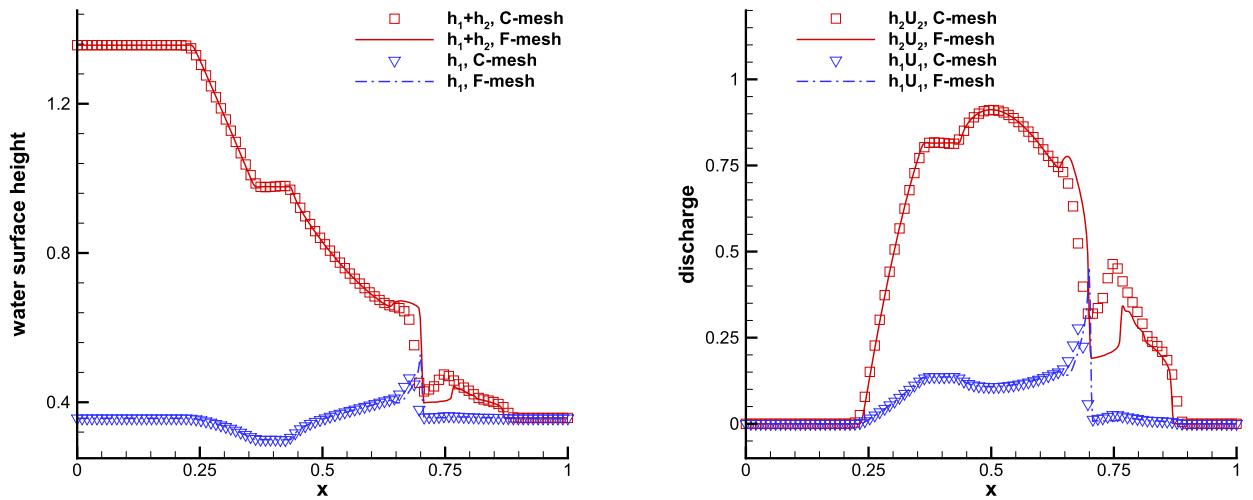 h₁+h₂, C-mesh
h₁+h₂, F-mesh
h₁, C-mesh
h₁, F-mesh
1.2
0.8
0.4
water surface height
0 0.25 0.5 0.75 1
x
h₂U₂, C-mesh
h₂U₂, F-mesh
h₁U₁, C-mesh
h₁U₁, F-mesh
1
0.75
0.5
0.25
0
discharge
0 0.25 0.5 0.75 1
x